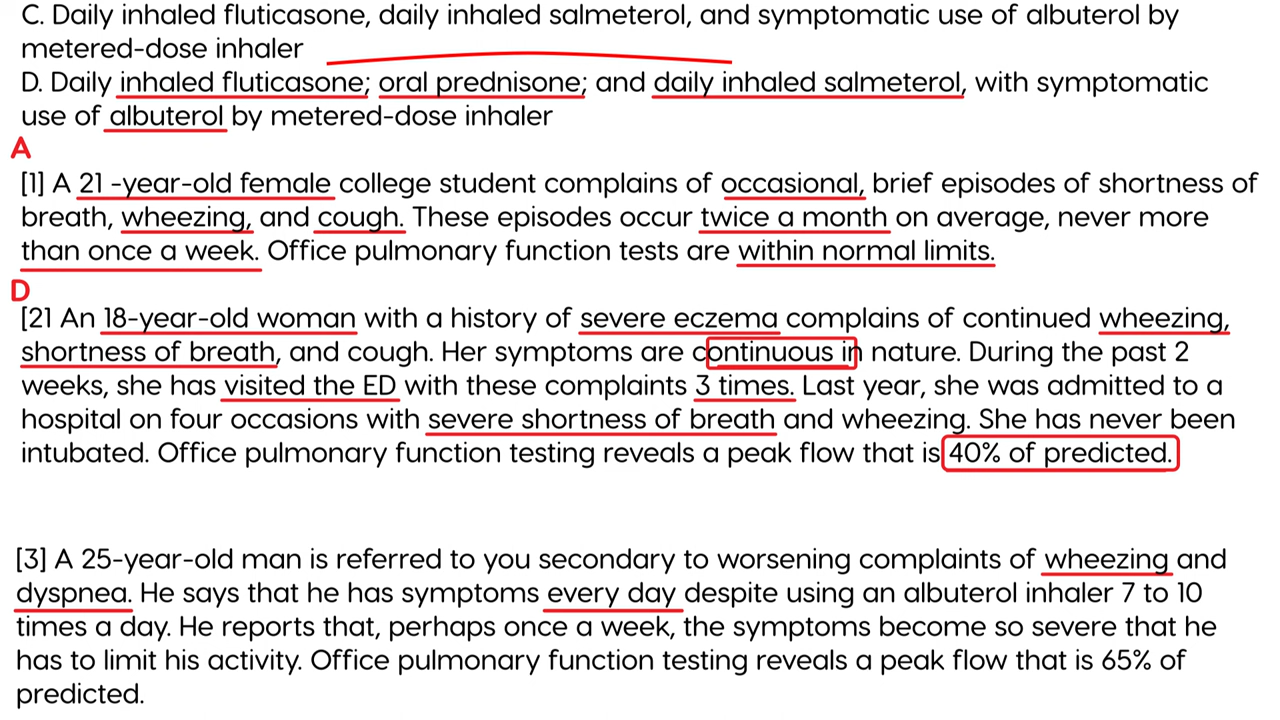 C. Daily inhaled fluticasone, daily inhaled salmeterol, and symptomatic use of albuterol by
metered-dose inhaler
D. Daily inhaled fluticasone; oral prednisone; and daily inhaled salmeterol, with symptomatic
use of albuterol by metered-dose inhaler
A
[1] A 21 -year-old female college student complains of occasional, brief episodes of shortness of
breath, wheezing, and cough. These episodes occur twice a month on average, never more
than once a week. Office pulmonary function tests are within normal limits.
D
[21 An 18-year-old woman with a history of severe eczema complains of continued wheezing,
shortness of breath, and cough. Her symptoms are continuous in nature. During the past 2
weeks, she has visited the ED with these complaints 3 times. Last year, she was admitted to a
hospital on four occasions with severe shortness of breath and wheezing. She has never been
intubated. Office pulmonary function testing reveals a peak flow that is 40% of predicted.
[3] A 25-year-old man is referred to you secondary to worsening complaints of wheezing and
dyspnea. He says that he has symptoms every day despite using an albuterol inhaler 7 to 10
times a day. He reports that, perhaps once a week, the symptoms become so severe that he
has to limit his activity. Office pulmonary function testing reveals a peak flow that is 65% of
predicted.